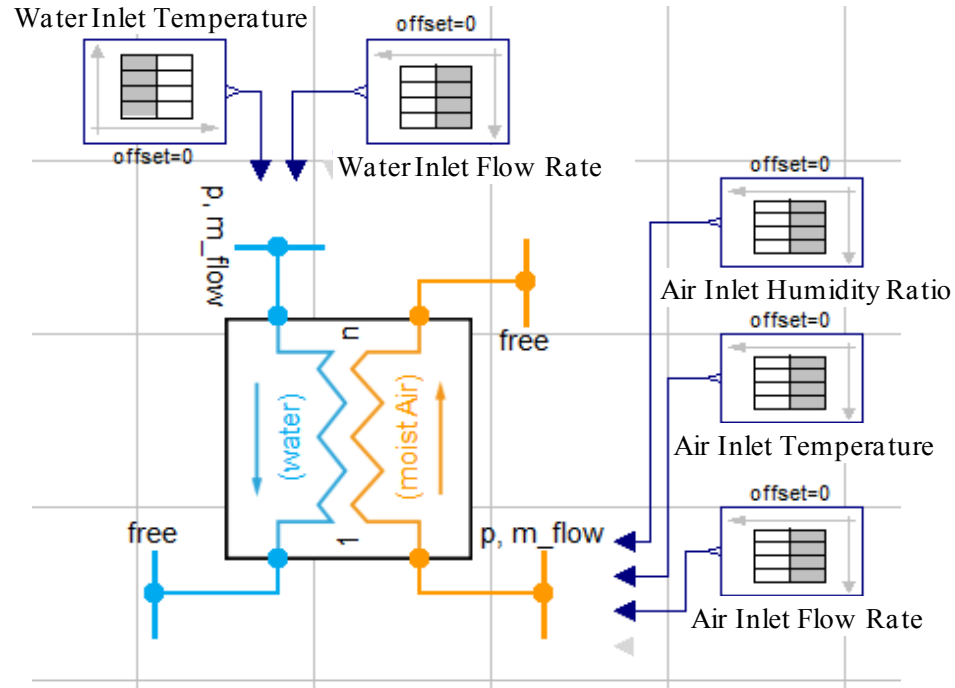 Water Inlet Temperature
offset=0
offset=0
Water Inlet Flow Rate
offset=0
p, m_flow
Air Inlet Humidity Ratio
offset=0
free
n
(water)
(moist Air)
1
Air Inlet Temperature
offset=0
free
p, m_flow
Air Inlet Flow Rate